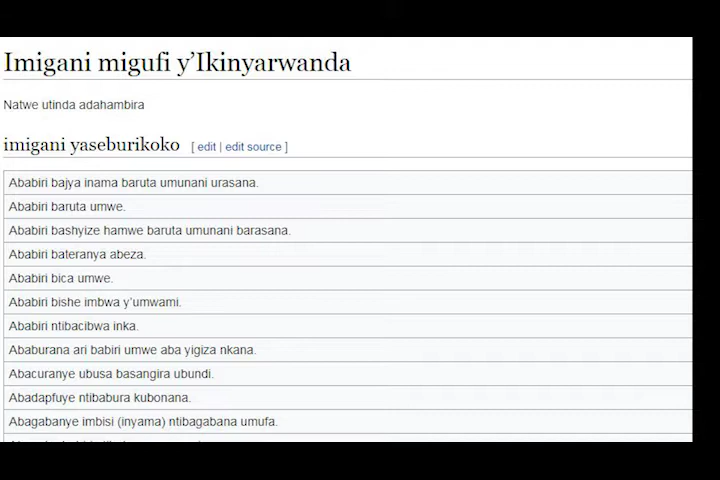 Imigani migufi y’Ikinyarwanda
Natwe utinda adahambira
imigani yaseburikoko [ edit | edit source ]
Ababiri bajya inama baruta umunani urasana.
Ababiri baruta umwe.
Ababiri bashyize hamwe baruta umunani barasana.
Ababiri bateranya abeza.
Ababiri bica umwe.
Ababiri bishe imbwa y’umwami.
Ababiri ntibacibwa inka.
Ababurana ari babiri umwe aba yigiza nkana.
Abacuranye ubusa basangira ubundi.
Abadapfuye ntibabura kubonana.
Abagabanye imbisi (inyama) ntibagabana umufa.